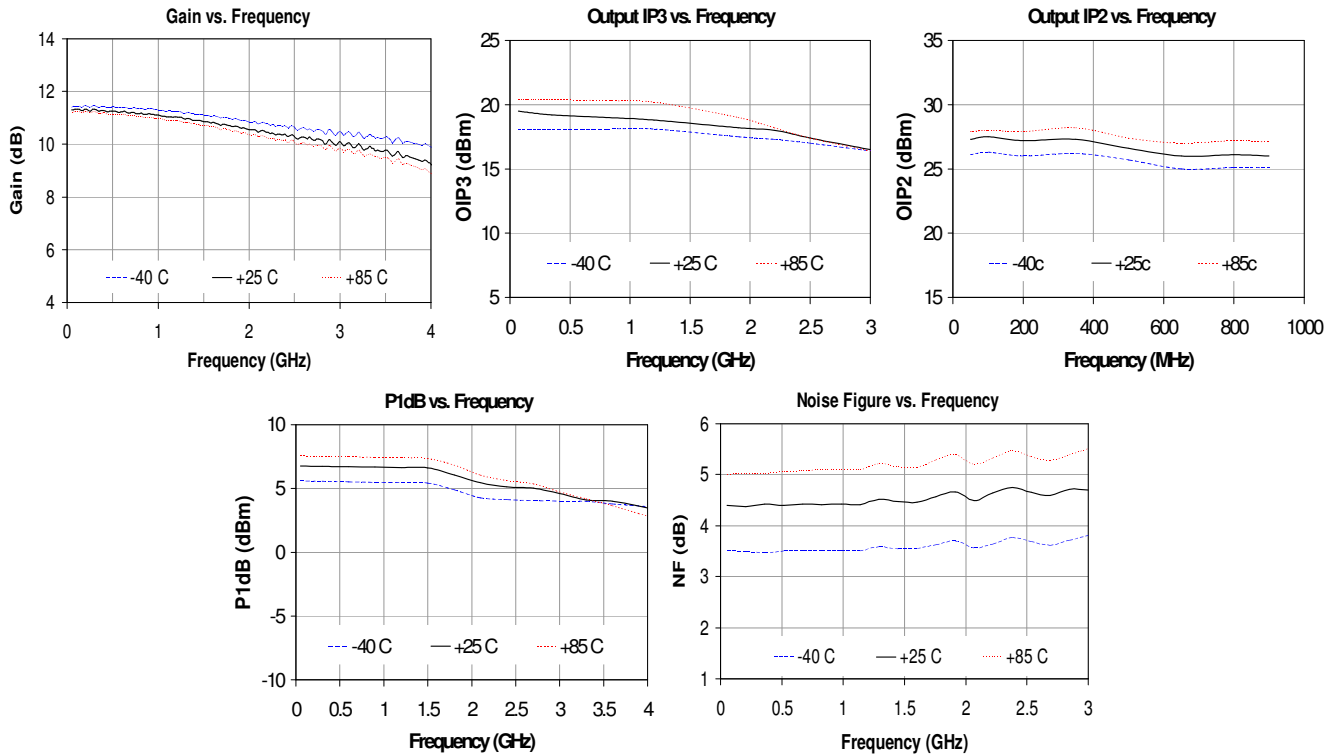 Gain vs. Frequency
14
12
10
8
6
4
Gain (dB)
-40 C +25 C +85 C
0 1 2 3 4
Frequency (GHz)
Output IP3 vs. Frequency
25
20
15
10
5
OIP3 (dBm)
-40 C +25 C +85 C
0 0.5 1 1.5 2 2.5 3
Frequency (GHz)
Output IP2 vs. Frequency
35
30
25
20
15
OIP2 (dBm)
-40c +25c +85c
0 200 400 600 800 1000
Frequency (MHz)
P1dB vs. Frequency
10
5
0
-5
-10
P1dB (dBm)
-40 C +25 C +85 C
0 0.5 1 1.5 2 2.5 3 3.5 4
Frequency (GHz)
Noise Figure vs. Frequency
6
5
4
3
2
1
NF (dB)
-40 C +25 C +85 C
0 0.5 1 1.5 2 2.5 3
Frequency (GHz)